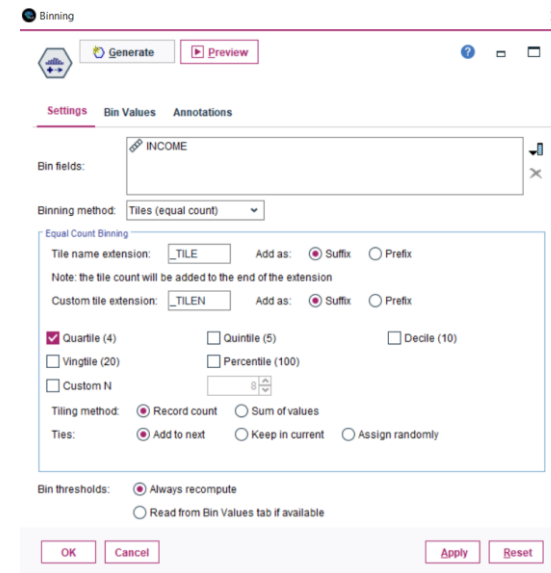 Binning
Generate Preview
Settings Bin Values Annotations
INCOME
Bin fields:
Binning method: Tiles (equal count)
Equal Count Binning
Tile name extension: _TILE Add as: Suffix Prefix
Note: the tile count will be added to the end of the extension
Custom tile extension: _TILEN Add as: Suffix Prefix
Quartile (4) Quintile (5) Decile (10)
Vingtile (20) Percentile (100)
Custom N 8
Tiling method: Record count Sum of values
Ties: Add to next Keep in current Assign randomly
Bin thresholds: Always recompute
Read from Bin Values tab if available
OK Cancel Apply Reset